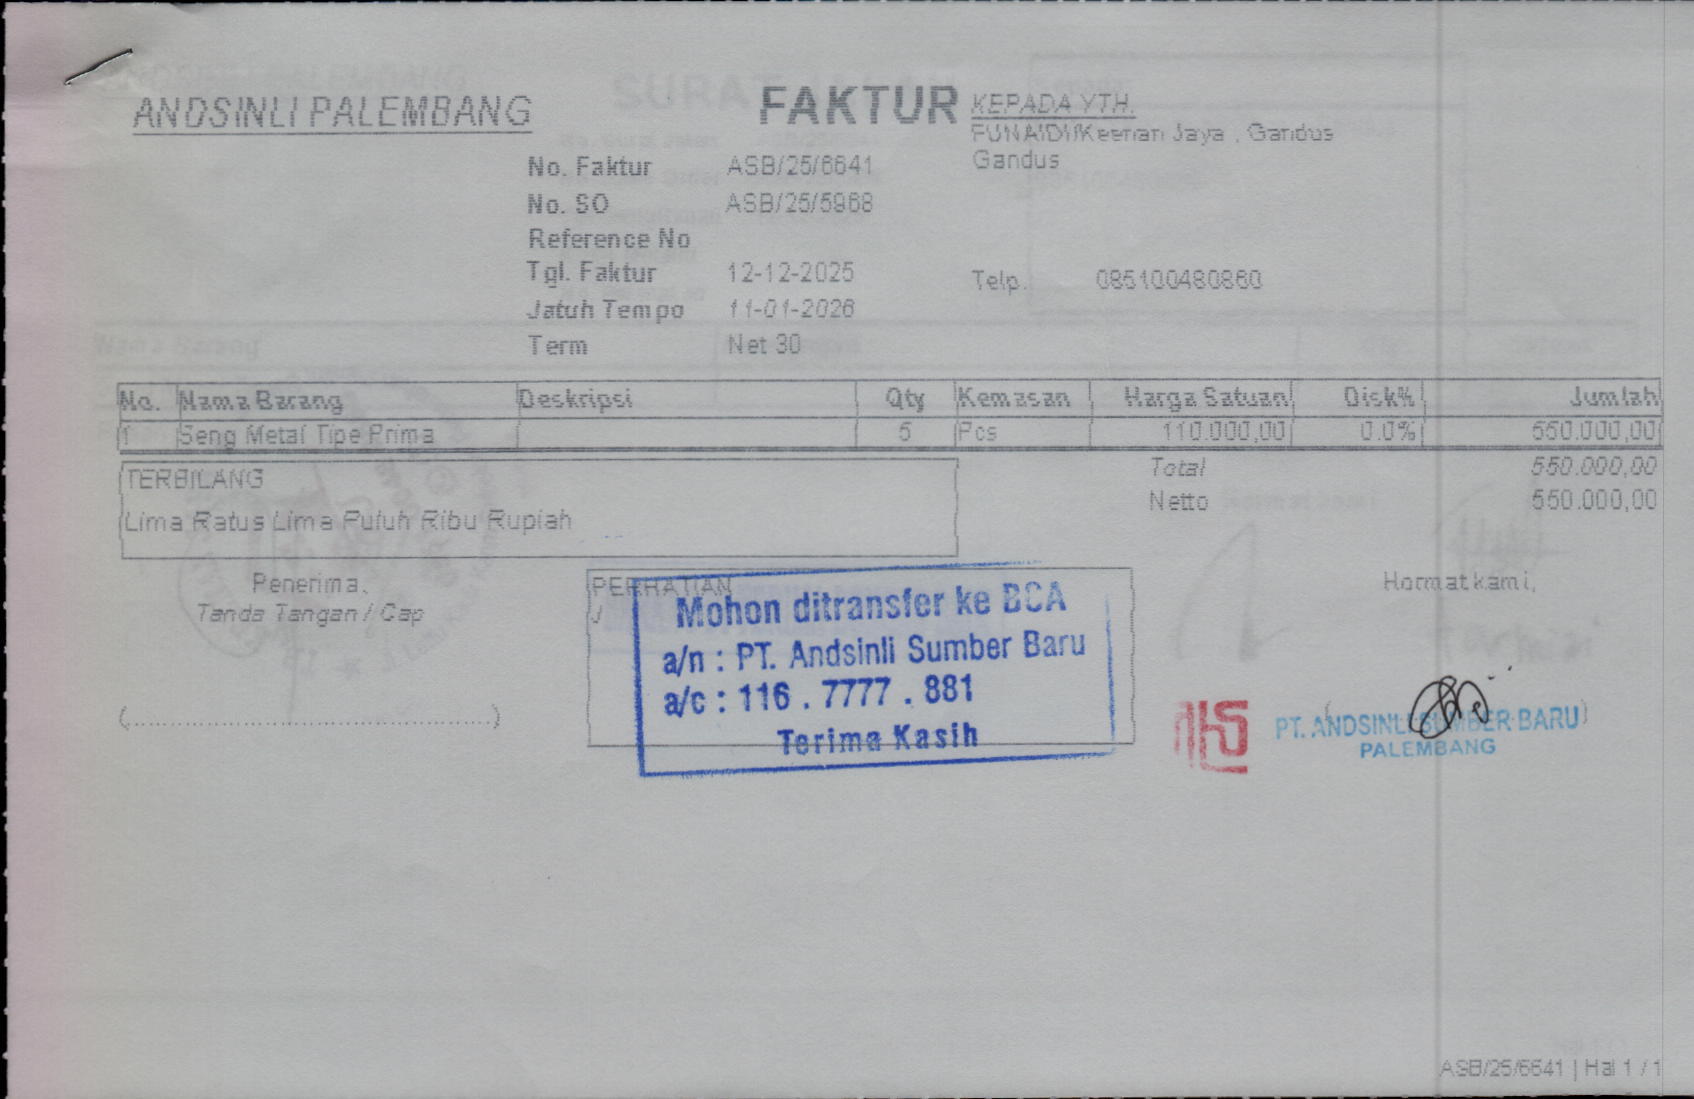 ANDSINLI PALEMBANG
FAKTUR
KEPADA YTH.
FUNAIDI/Keenan Jaya , Gandus
Gandus
No. Faktur ASB/25/6641
No. SO ASB/25/5968
Reference No
Tgl. Faktur 12-12-2025
Telp. 085100480860
Jatuh Tempo 11-01-2026
Term Net 30
No. Nama Barang Deskripsi Qty Kemasan Harga Satuan Disk% Jumlah
1 Seng Metal Tipe Prima 5 Pcs 110.000,00 0.0% 550.000,00
TERBILANG
Lima Ratus Lima Puluh Ribu Rupiah
Total 550.000,00
Netto 550.000,00
Penerima,
Tanda Tangan / Cap
(........................................)
PERHATIAN
Mohon ditransfer ke BCA
a/n : PT. Andsinli Sumber Baru
a/c : 116 . 7777 . 881
Terima Kasih
Hormat kami,
PT. ANDSINLI SUMBER BARU
PALEMBANG
ASB/25/6641 | Hal 1 / 1
SURAT JALAN